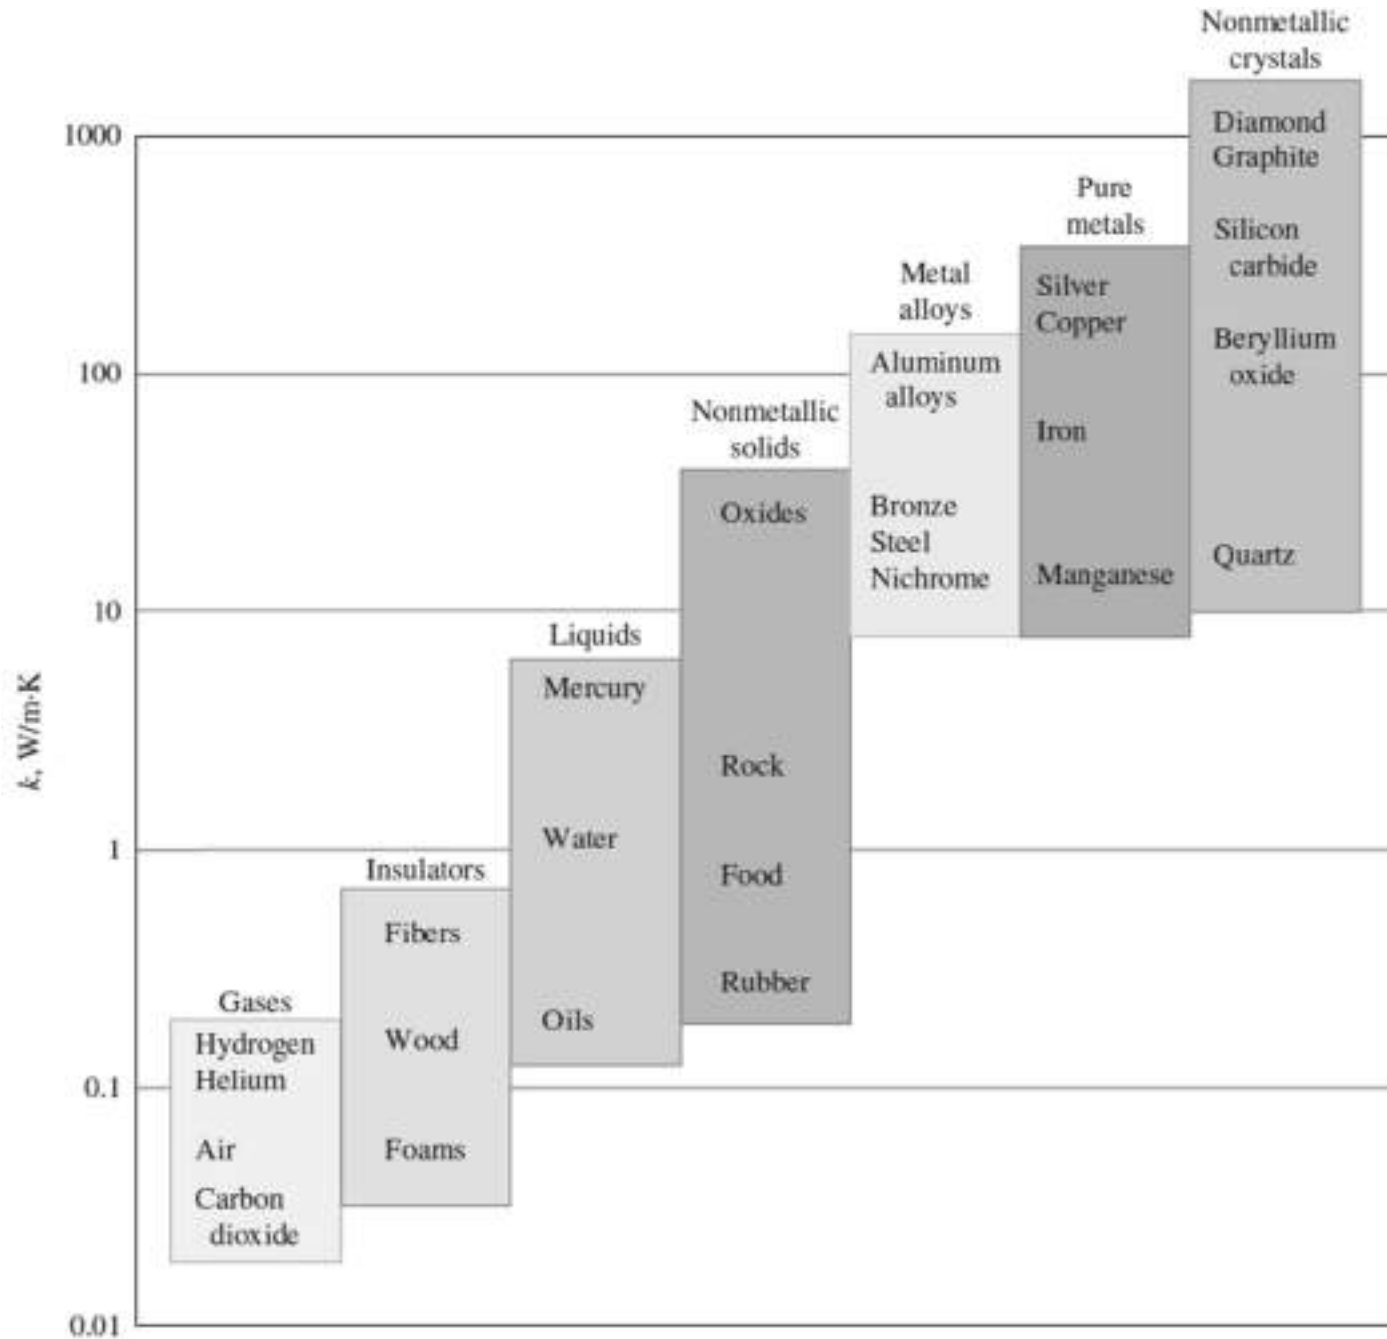 Nonmetallic
crystals
1000
Diamond
Graphite
Pure
metals
Silicon
carbide
Metal
alloys
Silver
Copper
Beryllium
oxide
100
Aluminum
alloys
Nonmetallic
solids
Iron
Oxides
Bronze
Steel
Nichrome
Manganese
Quartz
10
Liquids
Mercury
k, W/m·K
Rock
Water
1
Insulators
Food
Fibers
Rubber
Gases
Oils
Hydrogen
Helium
Wood
0.1
Air
Foams
Carbon
dioxide
0.01